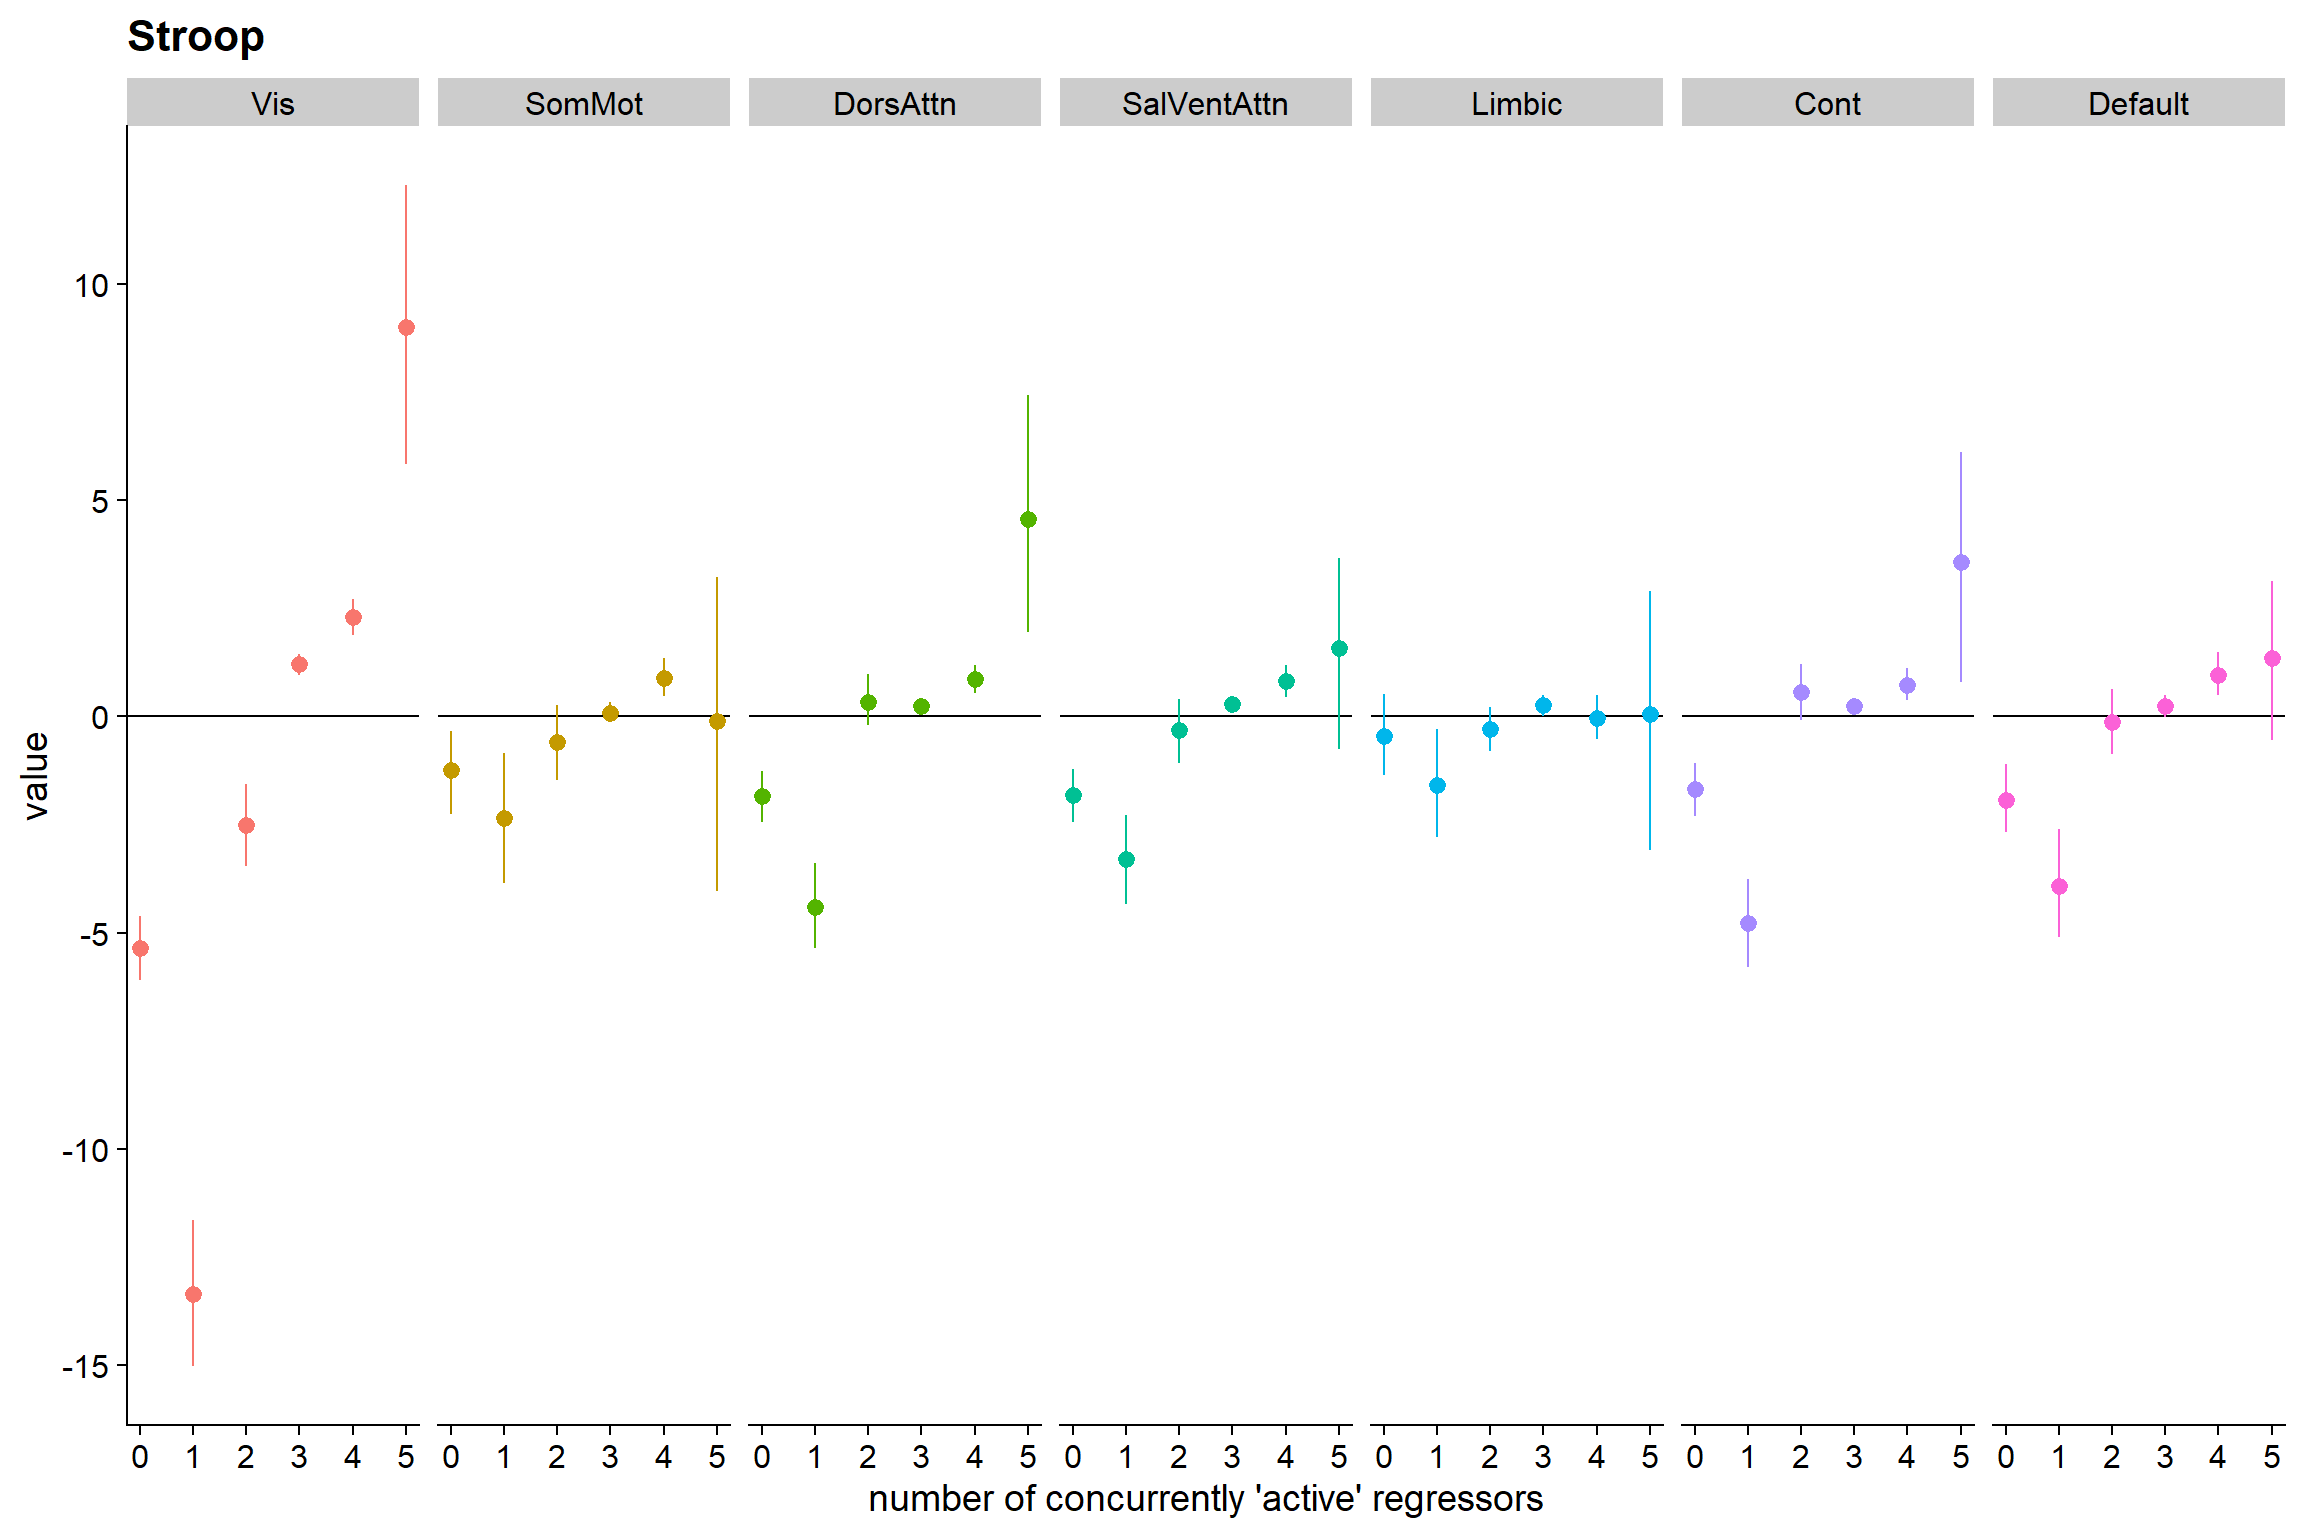 Stroop
Vis SomMot DorsAttn SalVentAttn Limbic Cont Default
10
5
0
-5
-10
-15
value
0 1 2 3 4 5 0 1 2 3 4 5 0 1 2 3 4 5 0 1 2 3 4 5 0 1 2 3 4 5 0 1 2 3 4 5 0 1 2 3 4 5
number of concurrently 'active' regressors